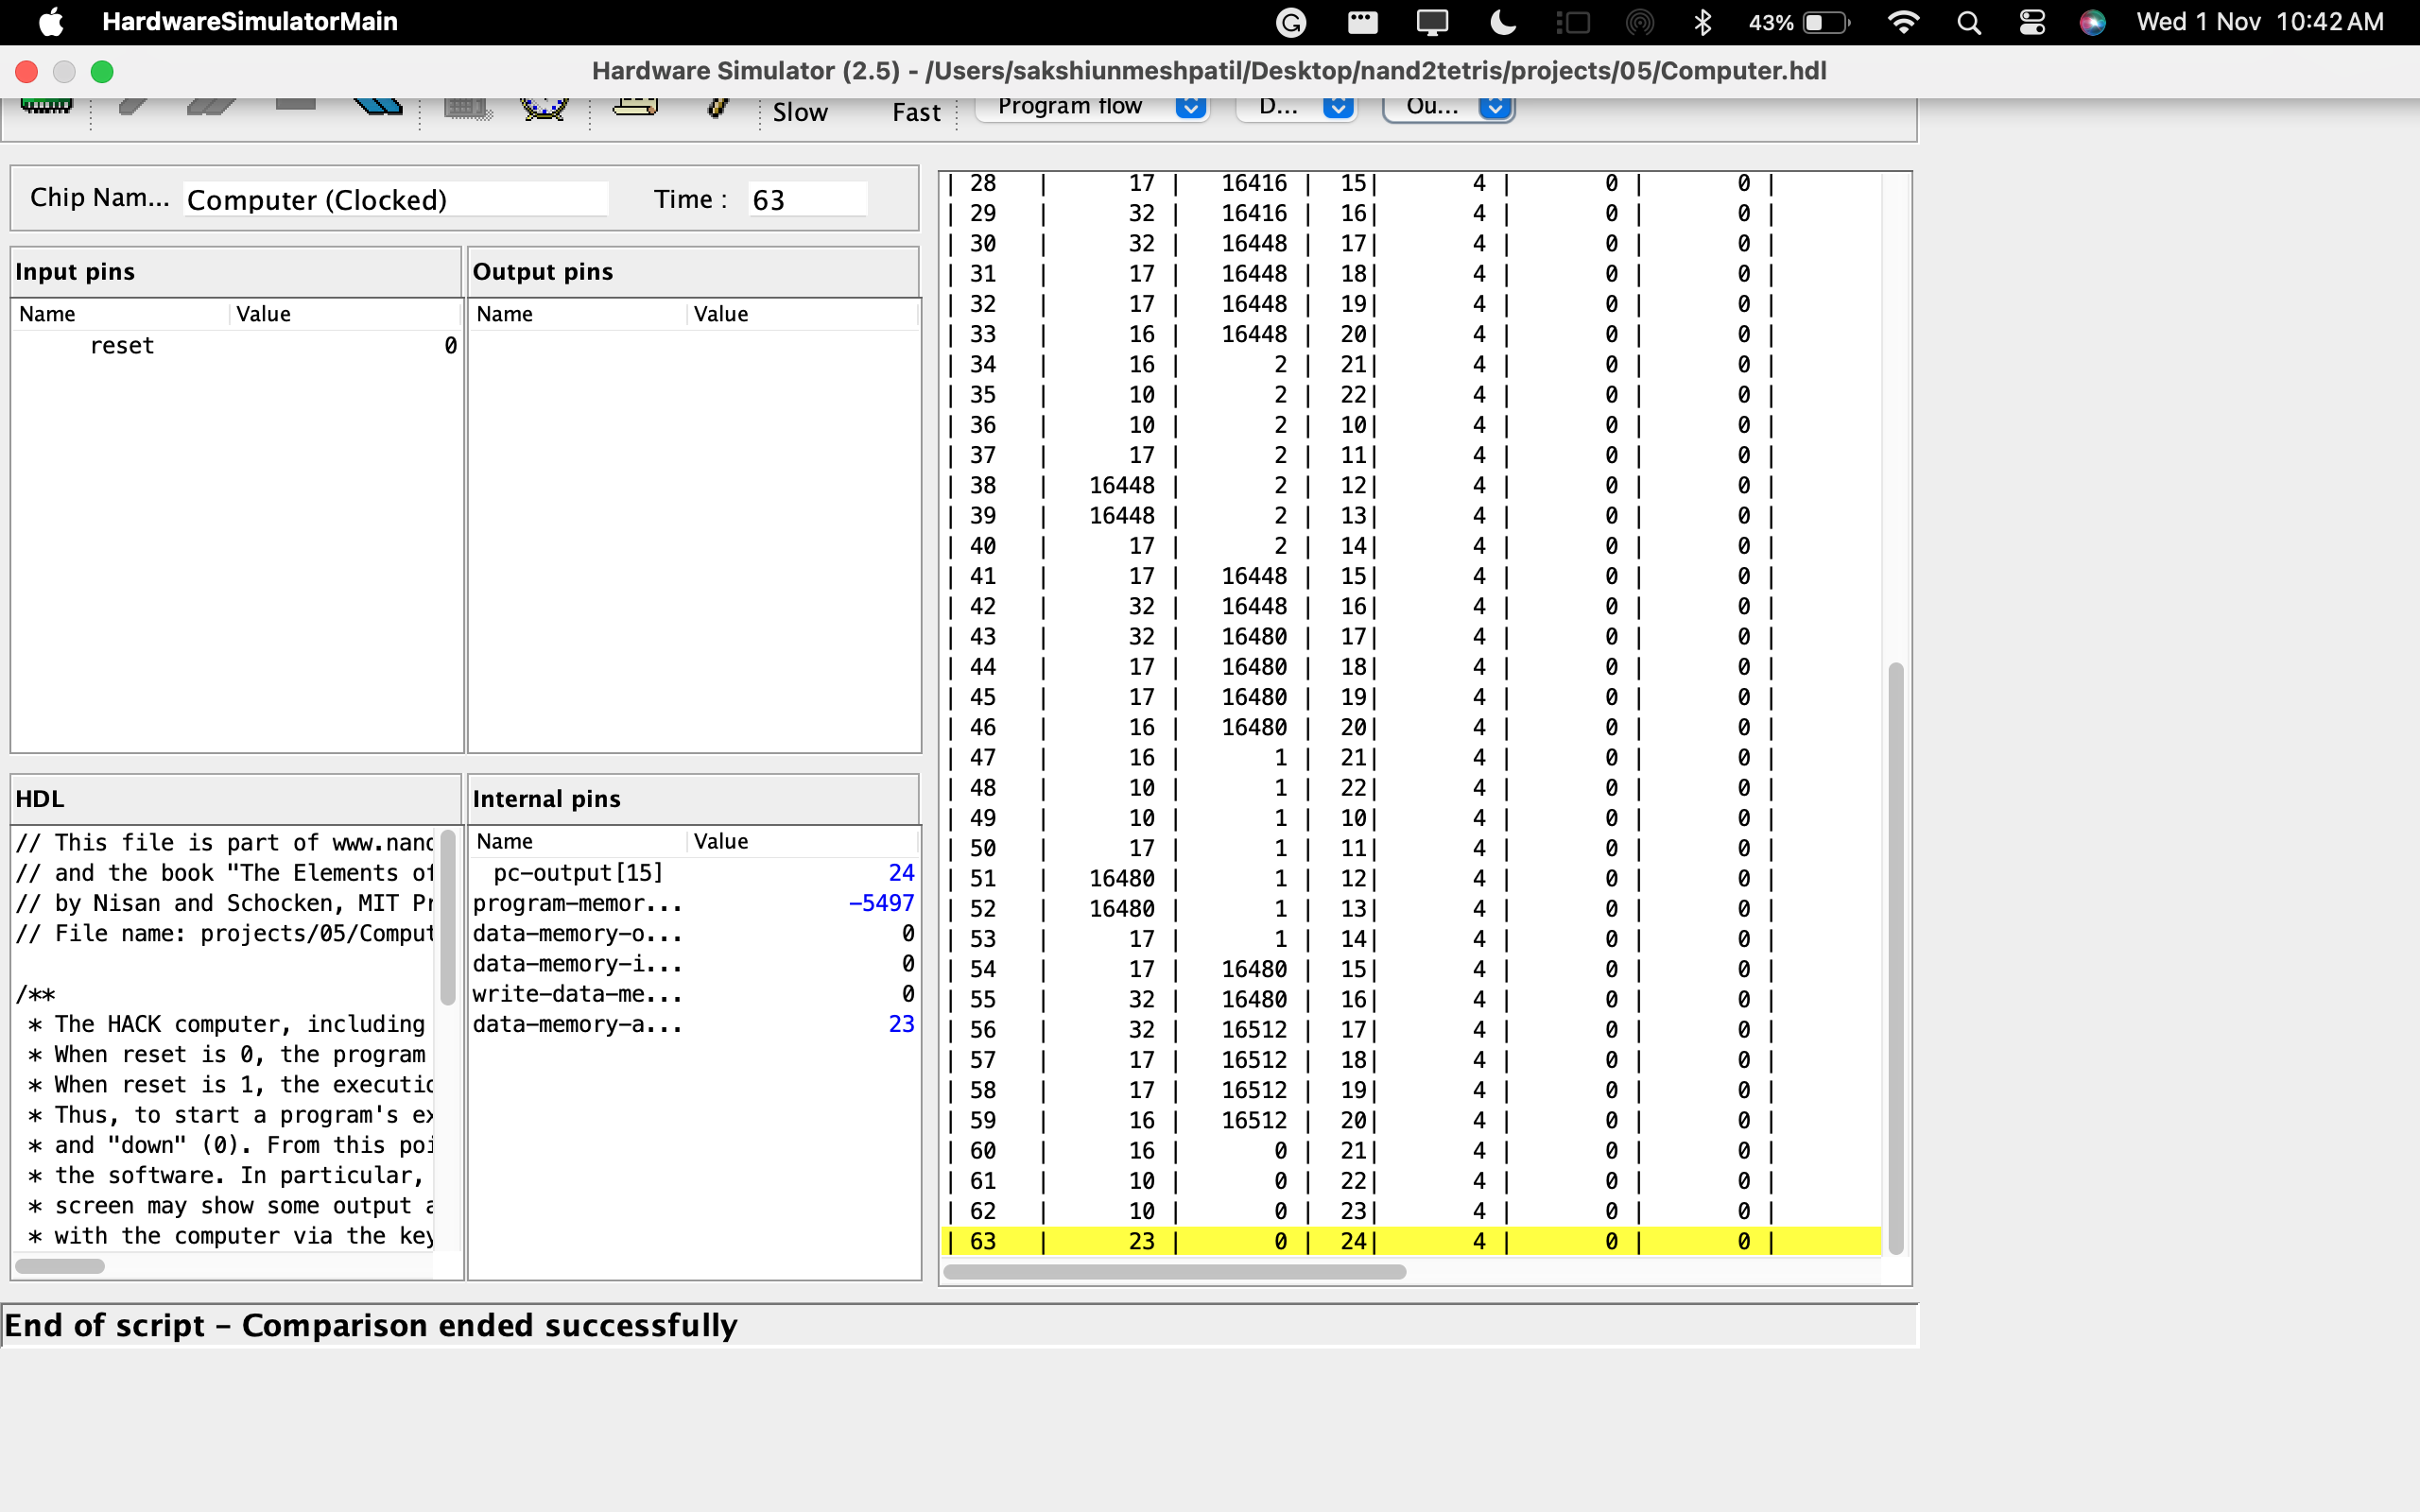 HardwareSimulatorMain 43% Wed 1 Nov 10:42 AM
Hardware Simulator (2.5) - /Users/sakshiunmeshpatil/Desktop/nand2tetris/projects/05/Computer.hdl
Slow Fast Program flow D... Ou...
Chip Nam... Computer (Clocked) Time : 63
Input pins
Name Value
reset 0
Output pins
Name Value
HDL
// This file is part of www.nand
// and the book "The Elements of
// by Nisan and Schocken, MIT Pr
// File name: projects/05/Comput
/**
* The HACK computer, including
* When reset is 0, the program
* When reset is 1, the executio
* Thus, to start a program's ex
* and "down" (0). From this poi
* the software. In particular,
* screen may show some output a
* with the computer via the key
Internal pins
Name Value
pc-output[15] 24
program-memor... -5497
data-memory-o... 0
data-memory-i... 0
write-data-me... 0
data-memory-a... 23
| 28 | 17 | 16416 | 15| 4 | 0 | 0 |
| 29 | 32 | 16416 | 16| 4 | 0 | 0 |
| 30 | 32 | 16448 | 17| 4 | 0 | 0 |
| 31 | 17 | 16448 | 18| 4 | 0 | 0 |
| 32 | 17 | 16448 | 19| 4 | 0 | 0 |
| 33 | 16 | 16448 | 20| 4 | 0 | 0 |
| 34 | 16 | 2 | 21| 4 | 0 | 0 |
| 35 | 10 | 2 | 22| 4 | 0 | 0 |
| 36 | 10 | 2 | 10| 4 | 0 | 0 |
| 37 | 17 | 2 | 11| 4 | 0 | 0 |
| 38 | 16448 | 2 | 12| 4 | 0 | 0 |
| 39 | 16448 | 2 | 13| 4 | 0 | 0 |
| 40 | 17 | 2 | 14| 4 | 0 | 0 |
| 41 | 17 | 16448 | 15| 4 | 0 | 0 |
| 42 | 32 | 16448 | 16| 4 | 0 | 0 |
| 43 | 32 | 16480 | 17| 4 | 0 | 0 |
| 44 | 17 | 16480 | 18| 4 | 0 | 0 |
| 45 | 17 | 16480 | 19| 4 | 0 | 0 |
| 46 | 16 | 16480 | 20| 4 | 0 | 0 |
| 47 | 16 | 1 | 21| 4 | 0 | 0 |
| 48 | 10 | 1 | 22| 4 | 0 | 0 |
| 49 | 10 | 1 | 10| 4 | 0 | 0 |
| 50 | 17 | 1 | 11| 4 | 0 | 0 |
| 51 | 16480 | 1 | 12| 4 | 0 | 0 |
| 52 | 16480 | 1 | 13| 4 | 0 | 0 |
| 53 | 17 | 1 | 14| 4 | 0 | 0 |
| 54 | 17 | 16480 | 15| 4 | 0 | 0 |
| 55 | 32 | 16480 | 16| 4 | 0 | 0 |
| 56 | 32 | 16512 | 17| 4 | 0 | 0 |
| 57 | 17 | 16512 | 18| 4 | 0 | 0 |
| 58 | 17 | 16512 | 19| 4 | 0 | 0 |
| 59 | 16 | 16512 | 20| 4 | 0 | 0 |
| 60 | 16 | 0 | 21| 4 | 0 | 0 |
| 61 | 10 | 0 | 22| 4 | 0 | 0 |
| 62 | 10 | 0 | 23| 4 | 0 | 0 |
| 63 | 23 | 0 | 24| 4 | 0 | 0 |
End of script – Comparison ended successfully